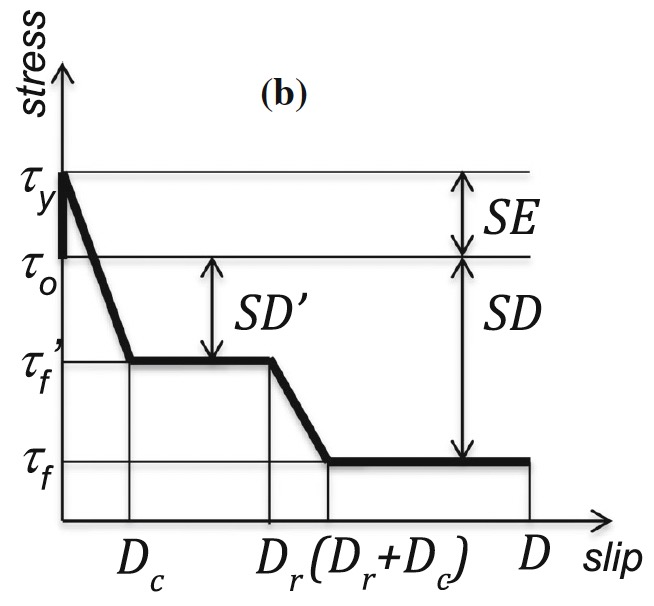 stress
(b)
τy
SE
τo
SD’
SD
τf’
τf
Dc
Dr
(Dr+Dc)
D
slip